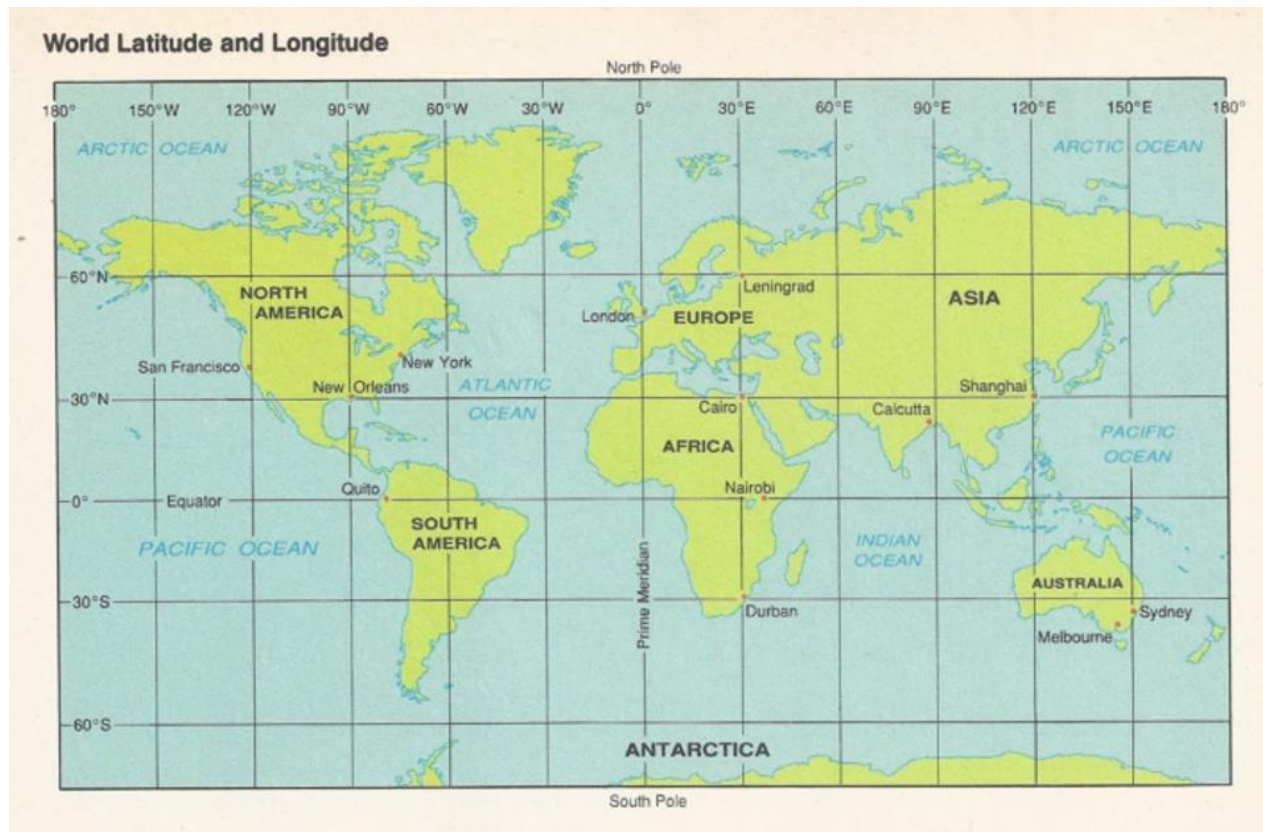 World Latitude and Longitude
North Pole
180° 150°W 120°W 90°W 60°W 30°W 0° 30°E 60°E 90°E 120°E 150°E 180°
ARCTIC OCEAN
ARCTIC OCEAN
60°N
Leningrad
NORTH
AMERICA
ASIA
London
EUROPE
San Francisco
New York
New Orleans
ATLANTIC
OCEAN
Shanghai
30°N
Cairo
Calcutta
AFRICA
PACIFIC
OCEAN
Quito
Nairobi
0°
Equator
SOUTH
AMERICA
PACIFIC OCEAN
INDIAN
OCEAN
Prime Meridian
AUSTRALIA
30°S
Durban
Sydney
Melbourne
60°S
ANTARCTICA
South Pole